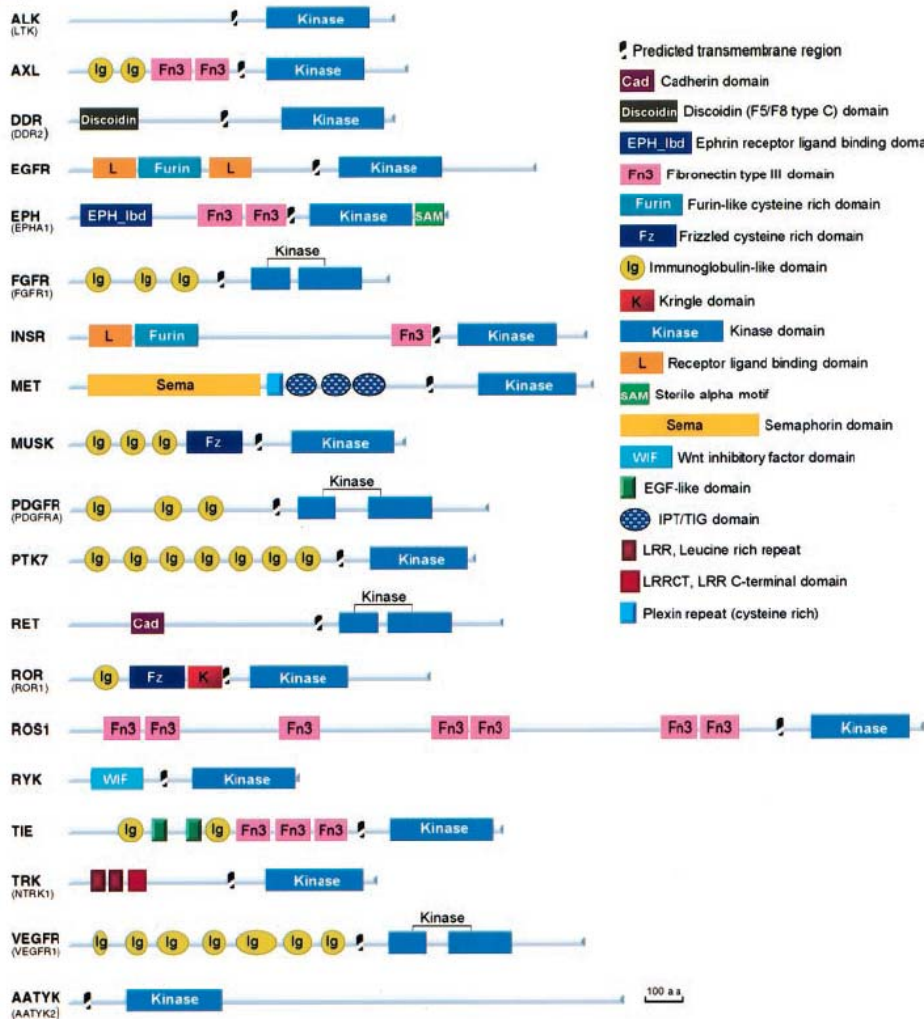 ALK
(LTK)
Kinase
AXL
Ig Ig Fn3 Fn3 Kinase
DDR
(DDR2)
Discoidin Kinase
EGFR
L Furin L Kinase
EPH
(EPHA1)
EPH_lbd Fn3 Fn3 Kinase SAM
FGFR
(FGFR1)
Ig Ig Ig Kinase
INSR
L Furin Fn3 Kinase
MET
Sema Kinase
MUSK
Ig Ig Ig Fz Kinase
PDGFR
(PDGFRA)
Ig Ig Ig Kinase
PTK7
Ig Ig Ig Ig Ig Ig Ig Kinase
RET
Cad Kinase
ROR
(ROR1)
Ig Fz K Kinase
ROS1
Fn3 Fn3 Fn3 Fn3 Fn3 Fn3 Fn3 Kinase
RYK
WIF Kinase
TIE
Ig Ig Fn3 Fn3 Fn3 Kinase
TRK
(NTRK1)
Kinase
VEGFR
(VEGFR1)
Ig Ig Ig Ig Ig Ig Ig Kinase
AATYK
(AATYK2)
Kinase
100 aa
Predicted transmembrane region
Cad Cadherin domain
Discoidin Discoidin (F5/F8 type C) domain
EPH_lbd Ephrin receptor ligand binding doma
Fn3 Fibronectin type III domain
Furin Furin-like cysteine rich domain
Fz Frizzled cysteine rich domain
Ig Immunoglobulin-like domain
K Kringle domain
Kinase Kinase domain
L Receptor ligand binding domain
SAM Sterile alpha motif
Sema Semaphorin domain
WIF Wnt inhibitory factor domain
EGF-like domain
IPT/TIG domain
LRR, Leucine rich repeat
LRRCT, LRR C-terminal domain
Plexin repeat (cysteine rich)